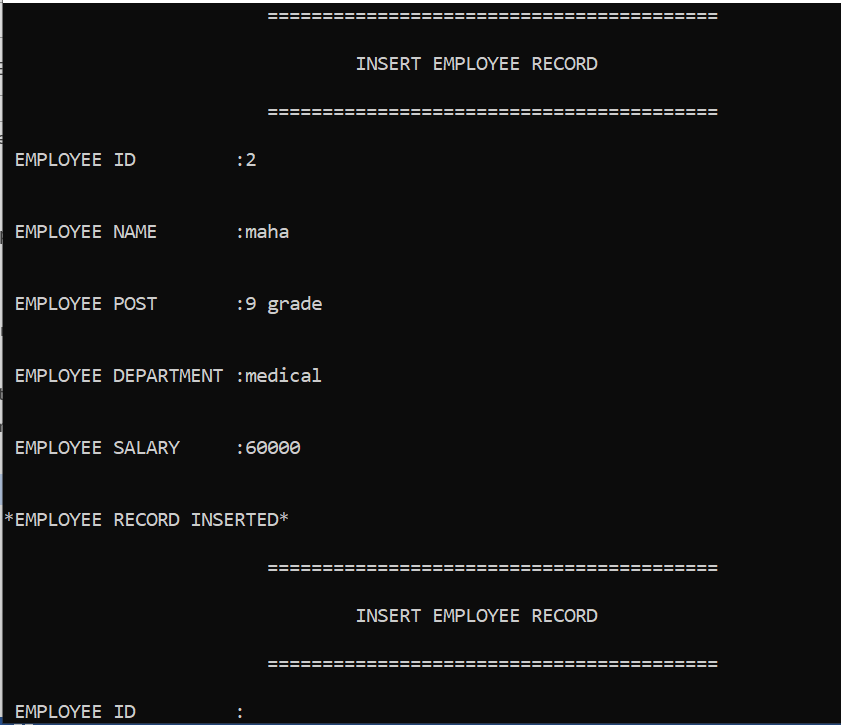 =========================================
INSERT EMPLOYEE RECORD
=========================================
EMPLOYEE ID :2
EMPLOYEE NAME :maha
EMPLOYEE POST :9 grade
EMPLOYEE DEPARTMENT :medical
EMPLOYEE SALARY :60000
*EMPLOYEE RECORD INSERTED*
=========================================
INSERT EMPLOYEE RECORD
=========================================
EMPLOYEE ID :